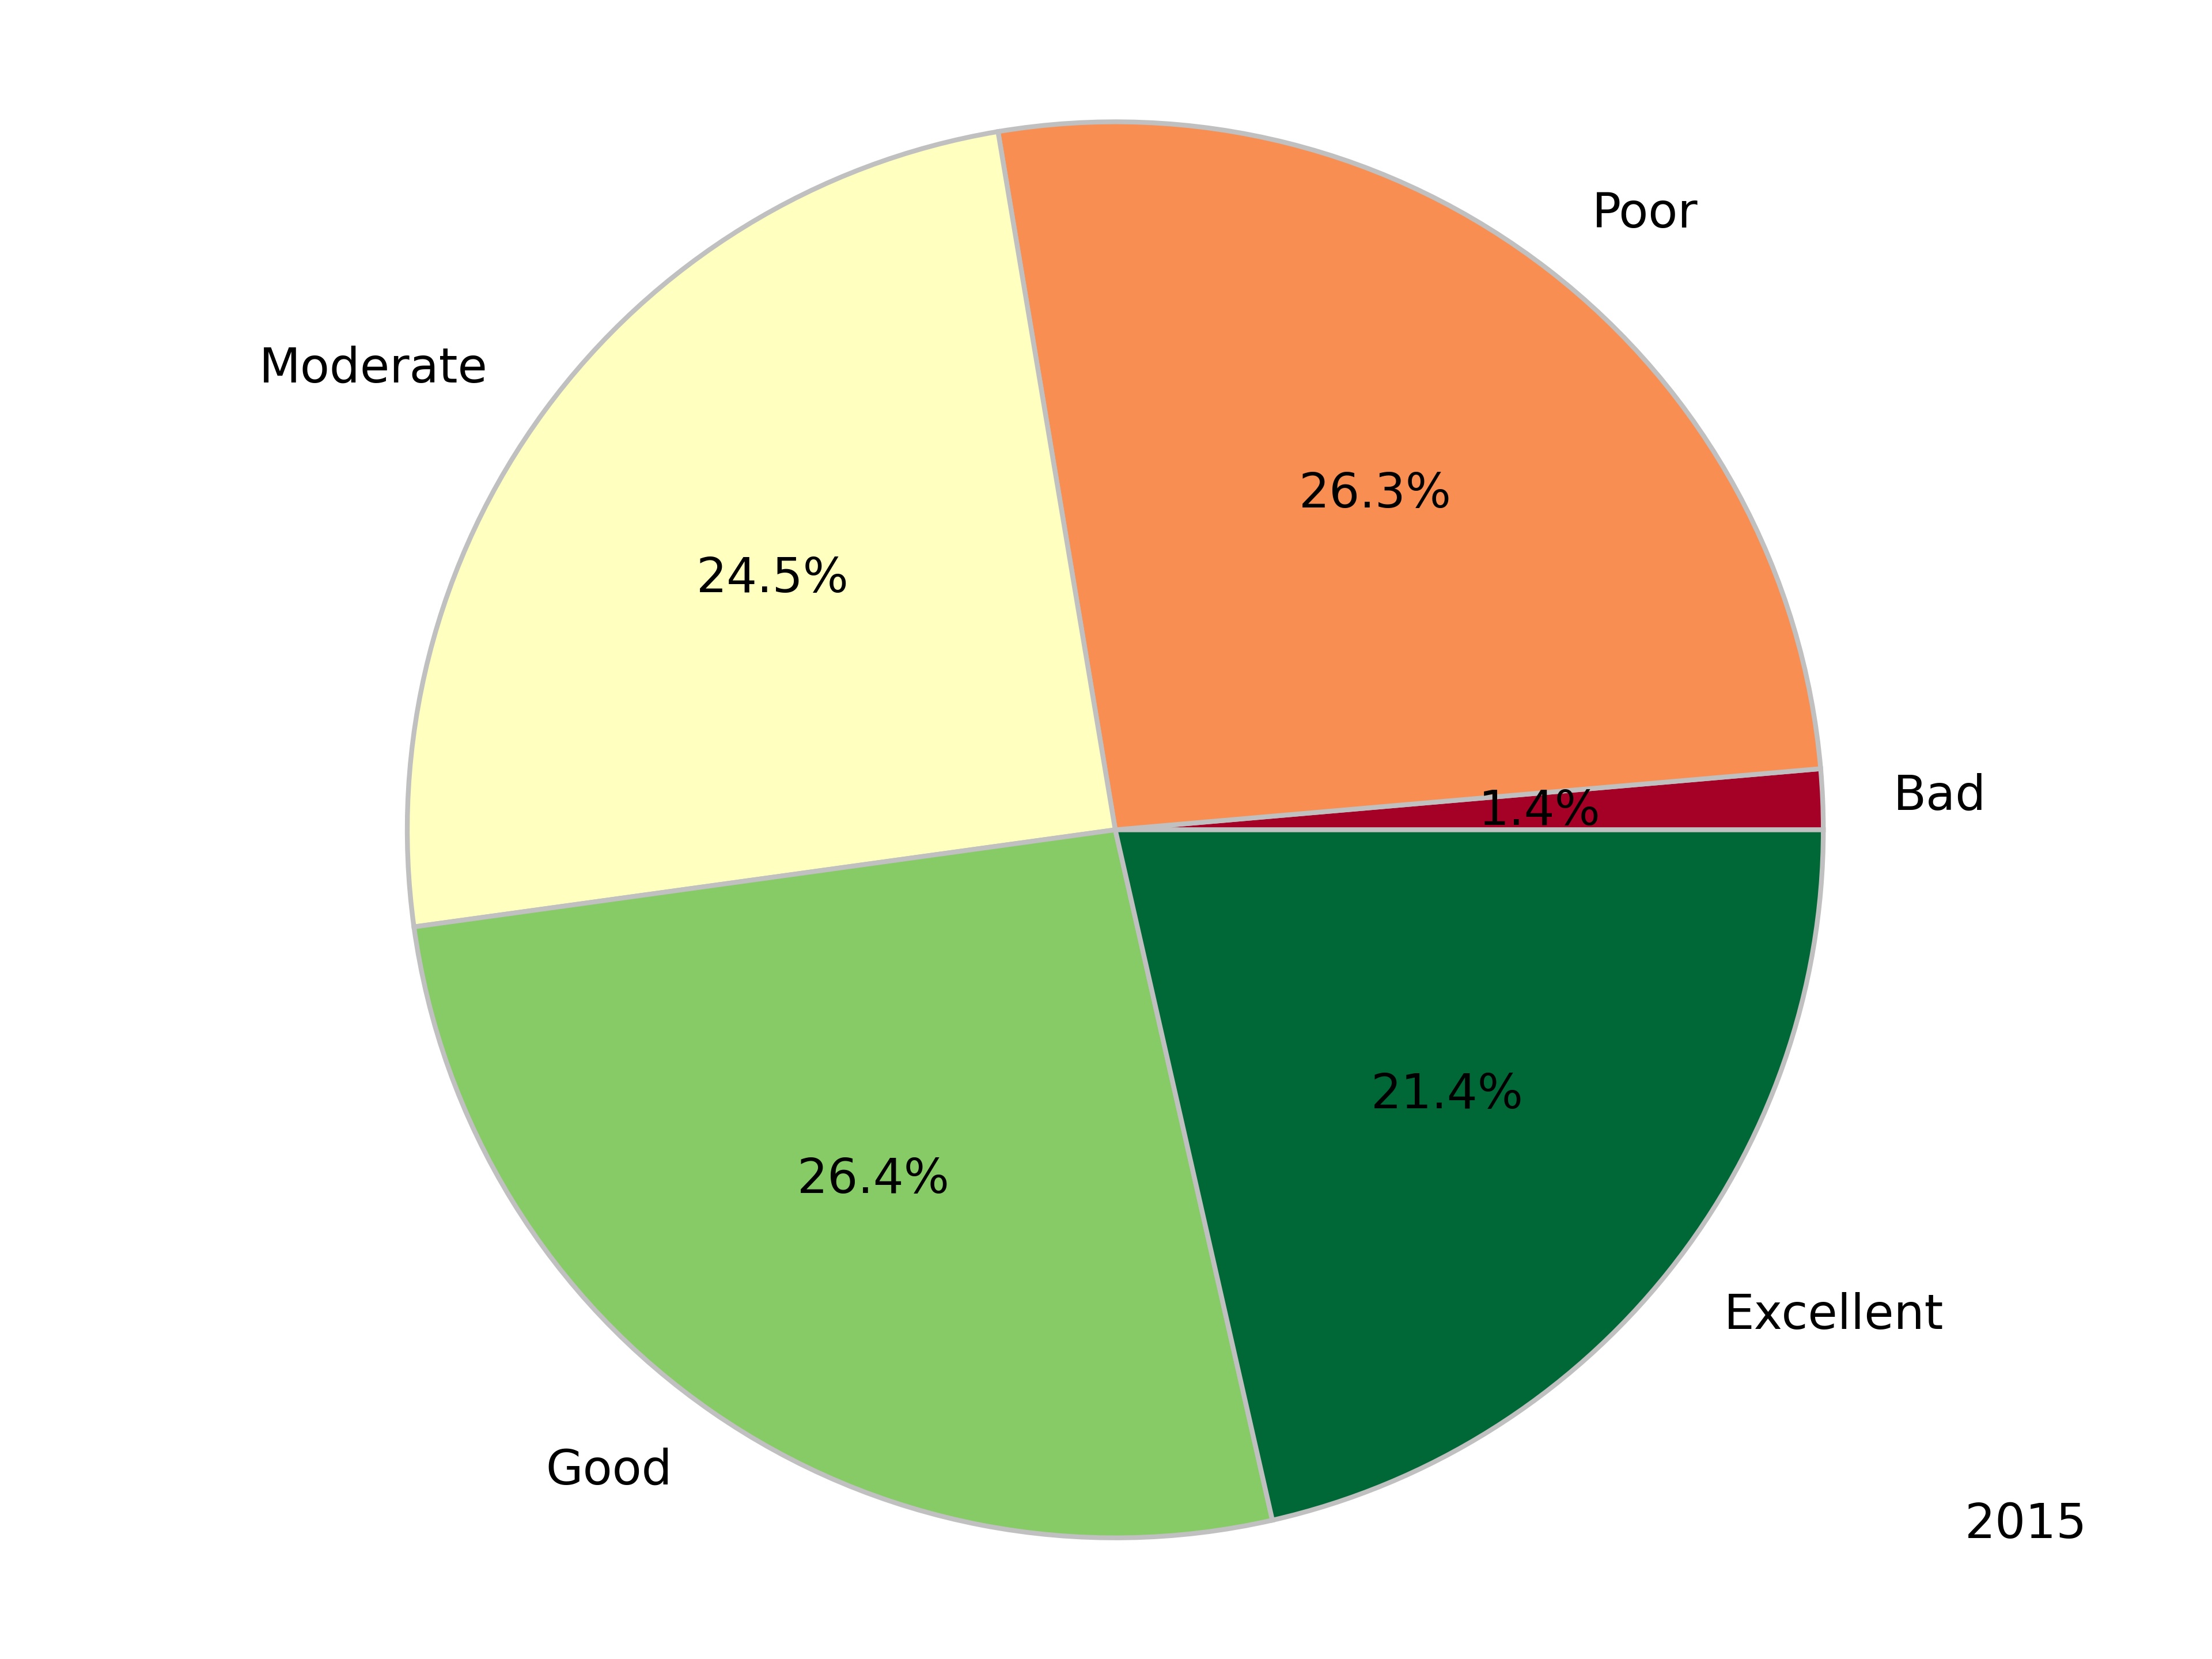 Poor
Moderate
26.3%
24.5%
Bad
1.4%
21.4%
26.4%
Excellent
Good
2015